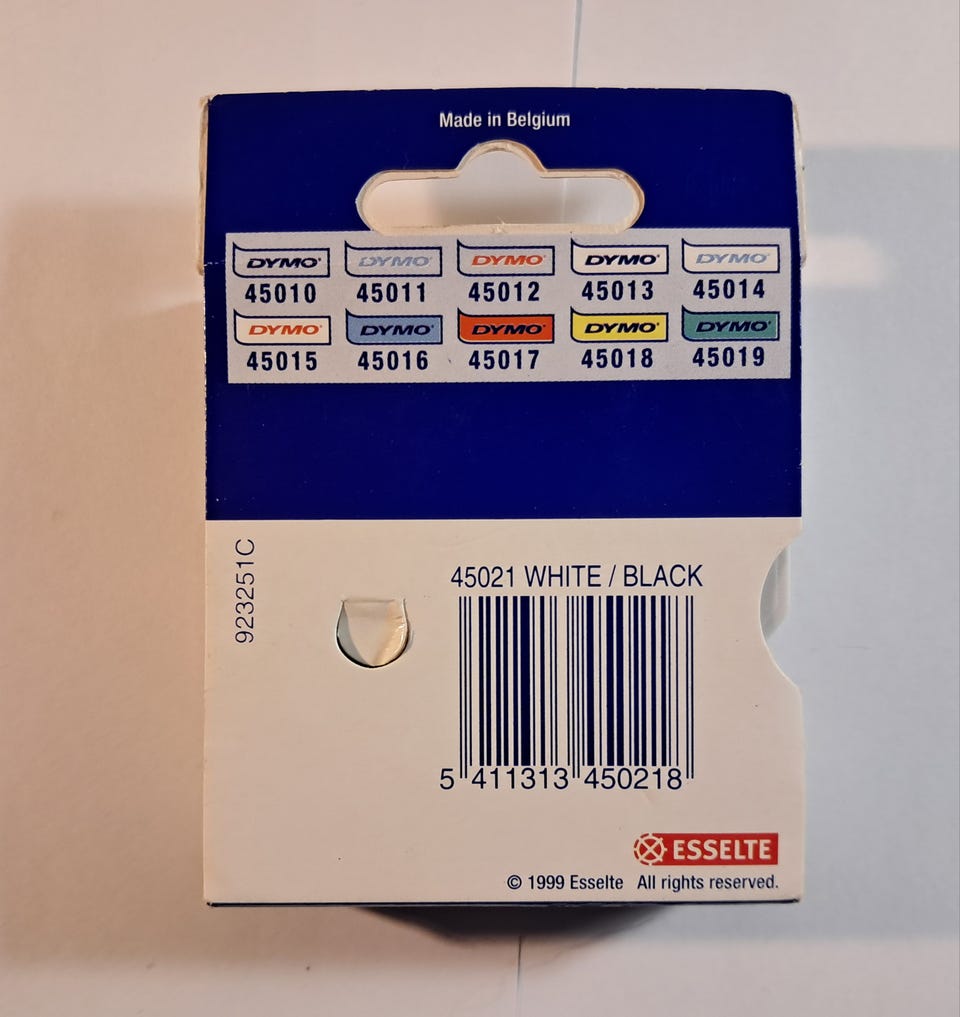 Made in Belgium
DYMO DYMO DYMO DYMO DYMO
45010 45011 45012 45013 45014
DYMO DYMO DYMO DYMO DYMO
45015 45016 45017 45018 45019
923251C
45021 WHITE / BLACK
5 411313 450218
ESSELTE
© 1999 Esselte All rights reserved.